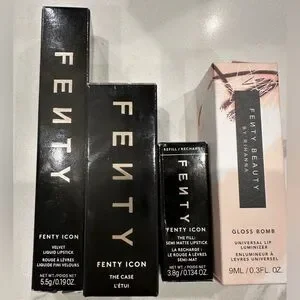 FENTY
FENTY ICON
VELVET
LIQUID LIPSTICK
ROUGE À LÈVRES
LIQUIDE FINI VELOURS
NET WT/POIDS NET
5.5g/0.19OZ.
FENTY
FENTY ICON
THE CASE
L'ÉTUI
REFILL / RECHARGE
FENTY
FENTY ICON
THE FILL:
SEMI MATTE LIPSTICK
LA RECHARGE:
LE ROUGE À LÈVRES
SEMI-MAT
NET WT/POIDS NET
3.8g/0.134OZ
FENTY BEAUTY
BY RIHANNA
GLOSS BOMB
UNIVERSAL LIP
LUMINIZER
ENLUMINEUR À
LÈVRES UNIVERSEL
9ML/0.3FL.OZ.